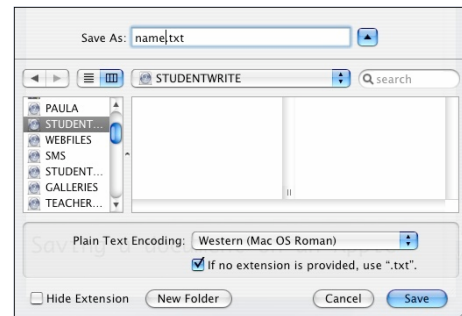 Save As: name.txt
STUDENTWRITE
search
PAULA
STUDENT...
WEBFILES
SMS
STUDENT...
GALLERIES
TEACHER...
Plain Text Encoding: Western (Mac OS Roman)
If no extension is provided, use “.txt”.
Hide Extension New Folder Cancel Save